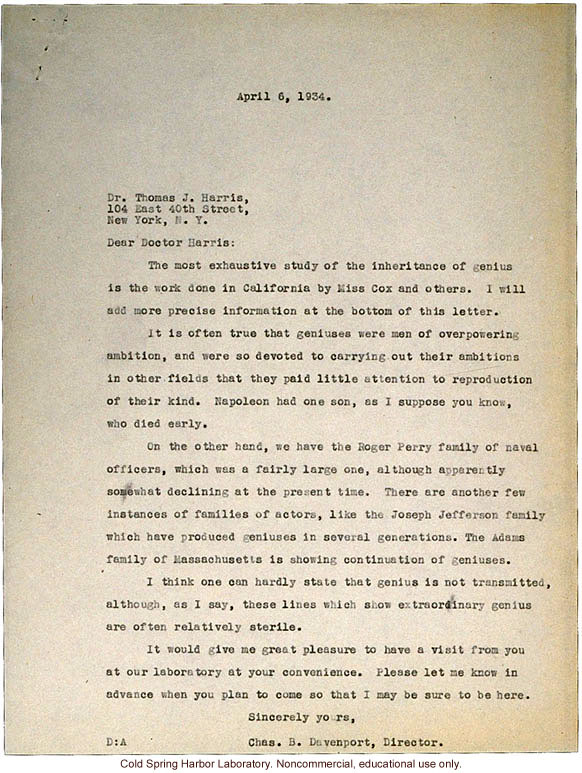 April 6, 1934.
Dr. Thomas J. Harris,
104 East 40th Street,
New York, N. Y.
Dear Doctor Harris:
The most exhaustive study of the inheritance of genius
is the work done in California by Miss Cox and others. I will
add more precise information at the bottom of this letter.
It is often true that geniuses were men of overpowering
ambition, and were so devoted to carrying out their ambitions
in other fields that they paid little attention to reproduction
of their kind. Napoleon had one son, as I suppose you know,
who died early.
On the other hand, we have the Roger Perry family of naval
officers, which was a fairly large one, although apparently
somewhat declining at the present time. There are another few
instances of families of actors, like the Joseph Jefferson family
which have produced geniuses in several generations. The Adams
family of Massachusetts is showing continuation of geniuses.
I think one can hardly state that genius is not transmitted,
although, as I say, these lines which show extraordinary genius
are often relatively sterile.
It would give me great pleasure to have a visit from you
at our laboratory at your convenience. Please let me know in
advance when you plan to come so that I may be sure to be here.
Sincerely yours,
D:A Chas. B. Davenport, Director.
Cold Spring Harbor Laboratory. Noncommercial, educational use only.